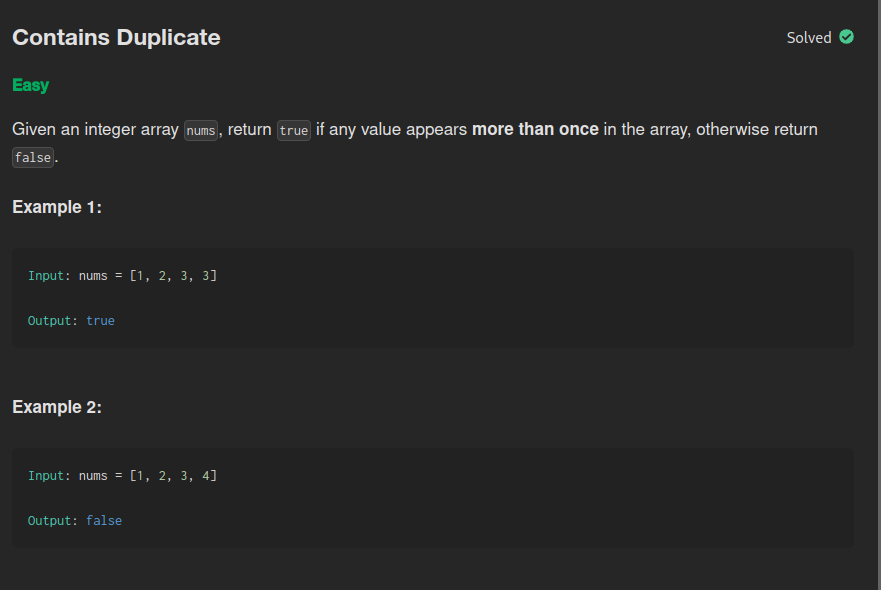 Contains Duplicate
Solved
Easy
Given an integer array nums, return true if any value appears more than once in the array, otherwise return
false.
Example 1:
Input: nums = [1, 2, 3, 3]
Output: true
Example 2:
Input: nums = [1, 2, 3, 4]
Output: false